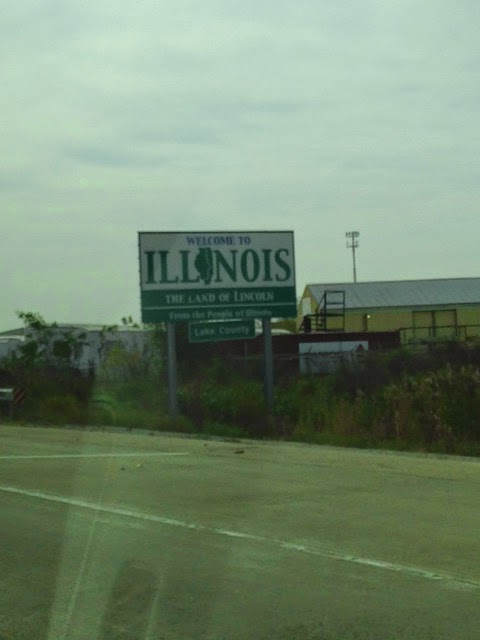 WELCOME TO
ILLINOIS
THE LAND OF LINCOLN
From the People of Illinois
Lake County